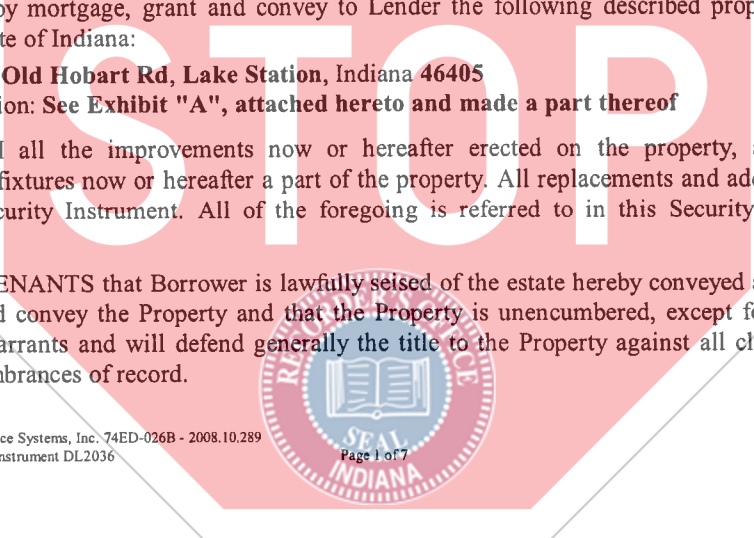 by mortgage, grant and convey to Lender the following described prop
te of Indiana:
Old Hobart Rd, Lake Station, Indiana 46405
ion: See Exhibit "A", attached hereto and made a part thereof
STOP
all the improvements now or hereafter erected on the property, a
fixtures now or hereafter a part of the property. All replacements and add
curity Instrument. All of the foregoing is referred to in this Security
ENANTS that Borrower is lawfully seised of the estate hereby conveyed a
d convey the Property and that the Property is unencumbered, except fo
arrants and will defend generally the title to the Property against all cl
mbrances of record.
RECORDER'S OFFICE
SEAL
INDIANA
ce Systems, Inc. 74ED-026B - 2008.10.289
nstrument DL2036
Page 1 of 7